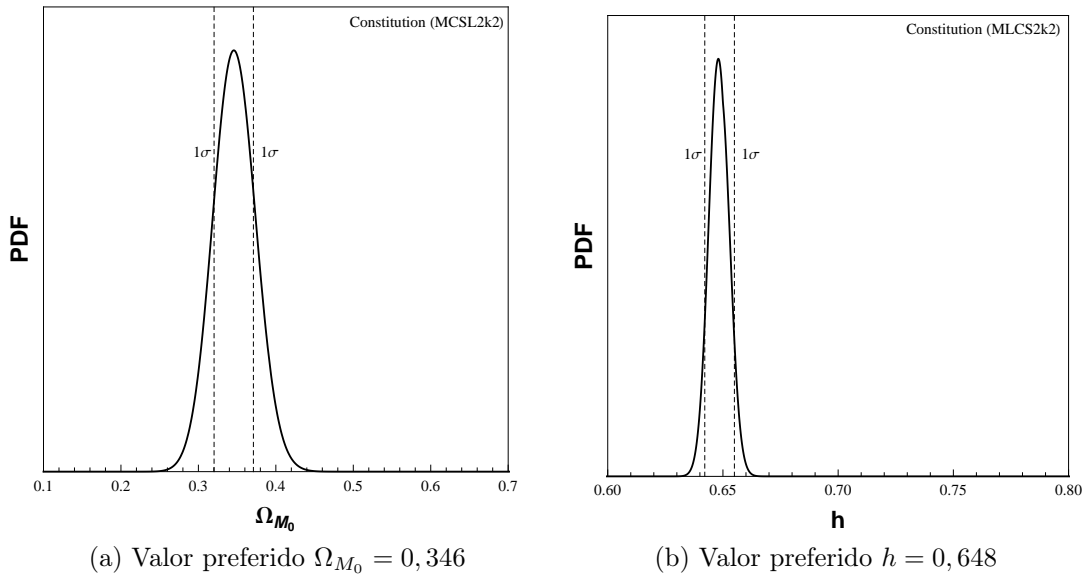 Constitution (MCSL2k2)
1σ 1σ
PDF
0.1 0.2 0.3 0.4 0.5 0.6 0.7
Ω_{M_0}
(a) Valor preferido Ω_{M_0} = 0, 346
Constitution (MLCS2k2)
1σ 1σ
PDF
0.60 0.65 0.70 0.75 0.80
h
(b) Valor preferido h = 0, 648